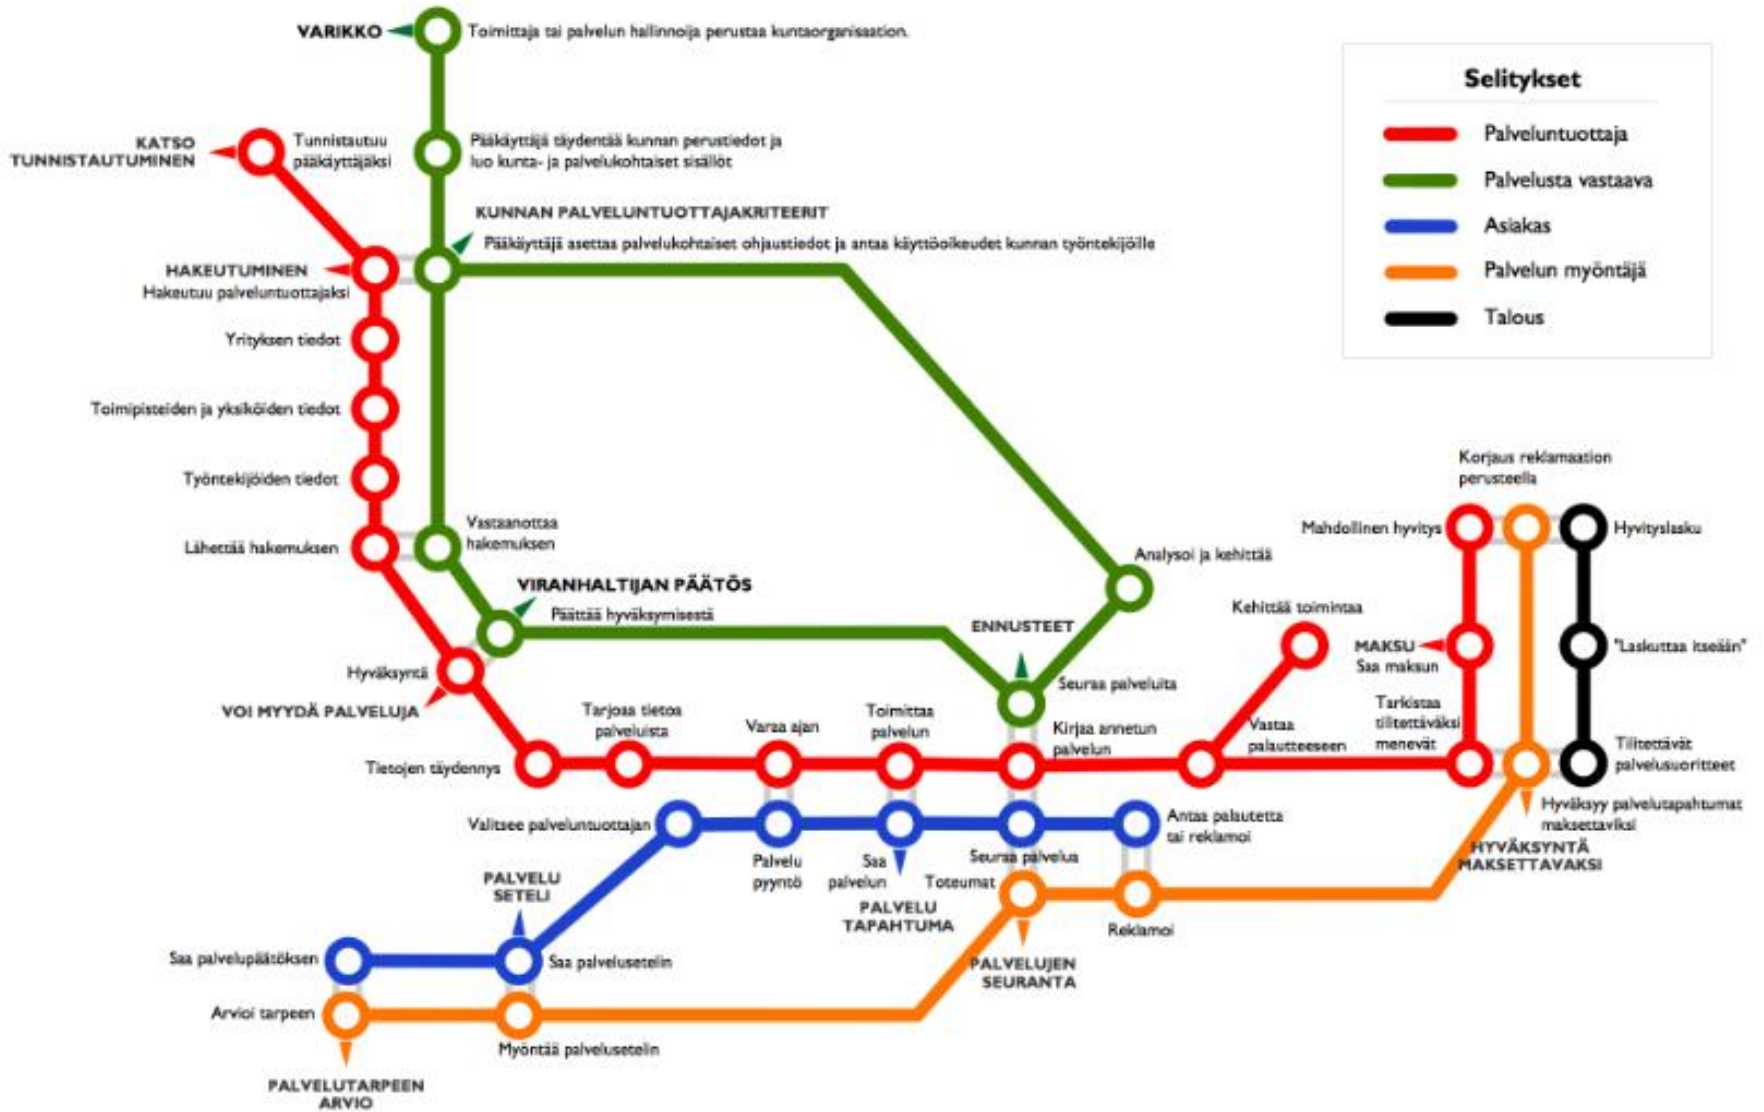 VARIKKO
Toimittaja tai palvelun hallinnoija perustaa kuntaorganisaation.
Selitykset
Palveluntuottaja
Palvelusta vastaava
Asiakas
Palvelun myöntäjä
Talous
KATSO
TUNNISTAUTUMINEN
Tunnistautuu
pääkäyttäjäksi
Pääkäyttäjä täydentää kunnan perustiedot ja
luo kunta- ja palvelukohtaiset sisällöt
KUNNAN PALVELUNTUOTTAJAKRITEERIT
Pääkäyttäjä asettaa palvelukohtaiset ohjaustiedot ja antaa käyttöoikeudet kunnan työntekijöille
HAKEUTUMINEN
Hakeutuu palveluntuottajaksi
Yrityksen tiedot
Toimipisteiden ja yksiköiden tiedot
Työntekijöiden tiedot
Lähettää hakemuksen
Vastaanottaa
hakemuksen
VIRANHALTIJAN PÄÄTÖS
Päättää hyväksymisestä
Hyväksyntä
VOI MYYDÄ PALVELUJA
Tietojen täydennys
Tarjoaa tietoa
palveluista
Varaa ajan
Toimittaa
palvelun
ENNUSTEET
Seuraa palveluita
Analysoi ja kehittää
Kirjaa annetun
palvelun
Kehittää toimintaa
Vastaa
palautteeseen
Korjaus reklamaation
perusteella
Mahdollinen hyvitys
Hyvityslasku
MAKSU
Saa maksun
"Laskuttaa itseään"
Tarkistaa
tilitettäväksi
menevät
Tilitettävät
palvelusuoritteet
Hyväksyy palvelutapahtumat
maksettaviksi
HYVÄKSYNTÄ
MAKSETTAVAKSI
Valitsee palveluntuottajan
Palvelu
pyyntö
Saa
palvelun
PALVELU
TAPAHTUMA
Seuraa palvelua
Antaa palautetta
tai reklamoi
Toteumat
Reklamoi
PALVELUJEN
SEURANTA
PALVELU
SETELI
Saa palvelupäätöksen
Saa palvelusetelin
Arvioi tarpeen
Myöntää palvelusetelin
PALVELUTARPEEN
ARVIO